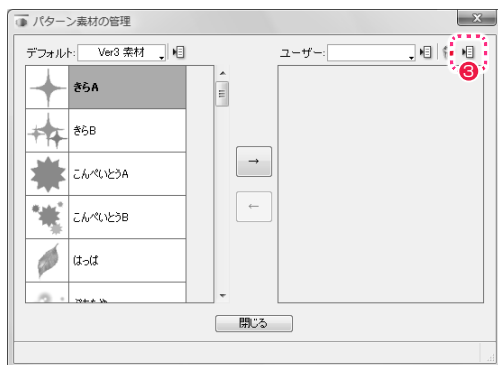 パターン素材の管理
デフォルト: Ver3 素材
ユーザー:
3
きらA
きらB
こんぺいとうA
こんぺいとうB
はっぱ
→
←
閉じる